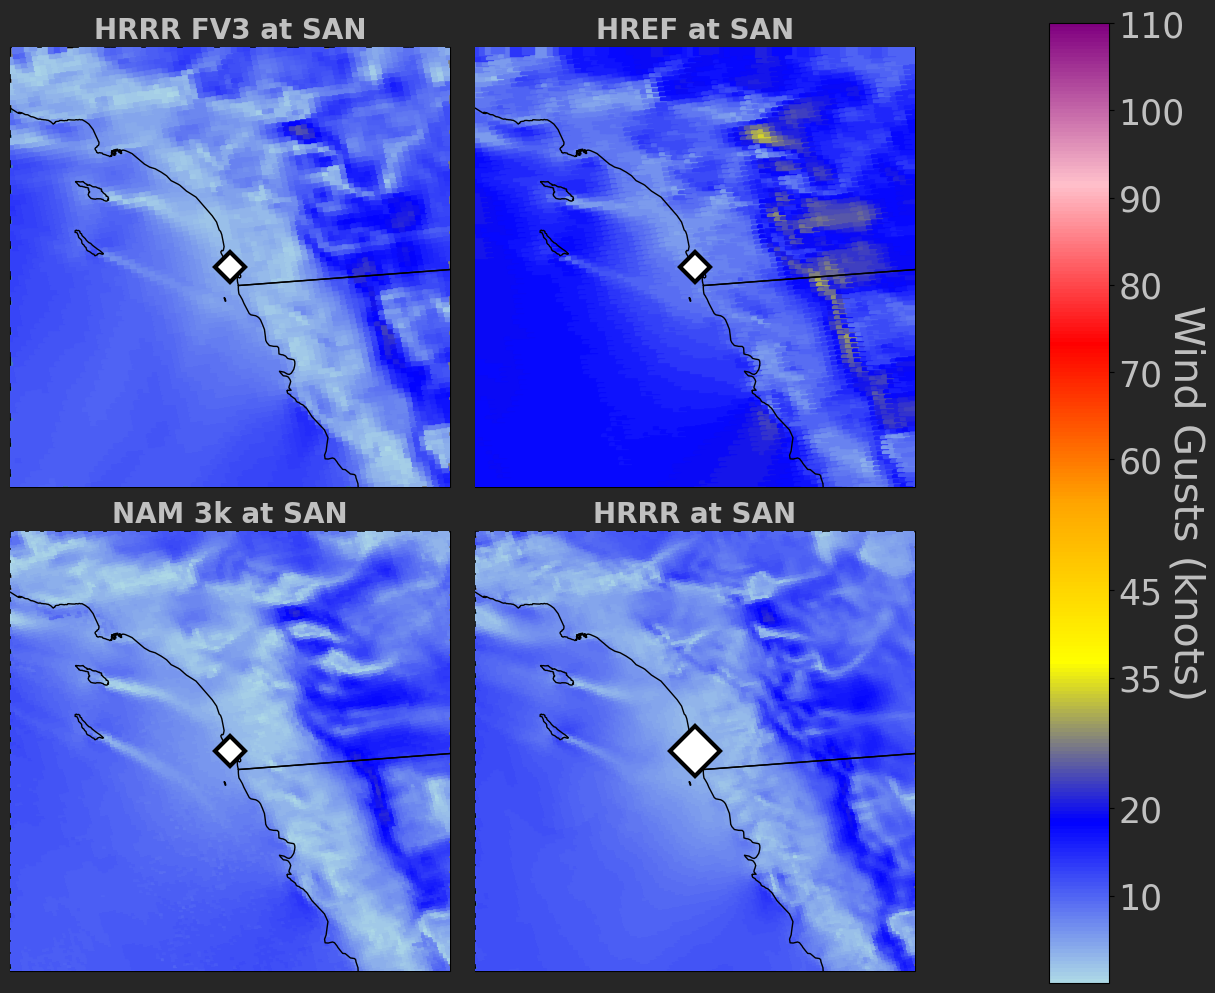 HRRR FV3 at SAN
HREF at SAN
NAM 3k at SAN
HRRR at SAN
110
100
90
80
70
60
45
35
20
10
Wind Gusts (knots)